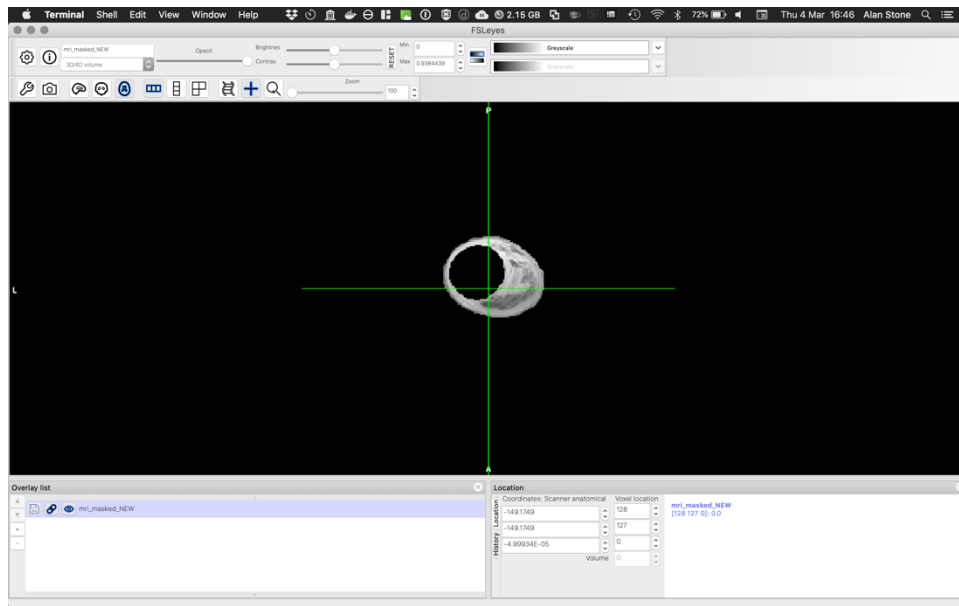 Terminal Shell Edit View Window Help 2.15 GB 72% Thu 4 Mar 16:46 Alan Stone
FSLeyes
mri_masked_NEW
3D/4D volume
Opacit
Brightnes
Contras
RESET
Min 0
Max 0.9384439
Greyscale
Greyscale
Zoom
100
P
L
A
Overlay list
mri_masked_NEW
Location
History Location
Coordinates: Scanner anatomical Voxel location
-149.1749 128
-149.1749 127
-4.99934E-05 0
Volume 0
mri_masked_NEW
[128 127 0]: 0.0